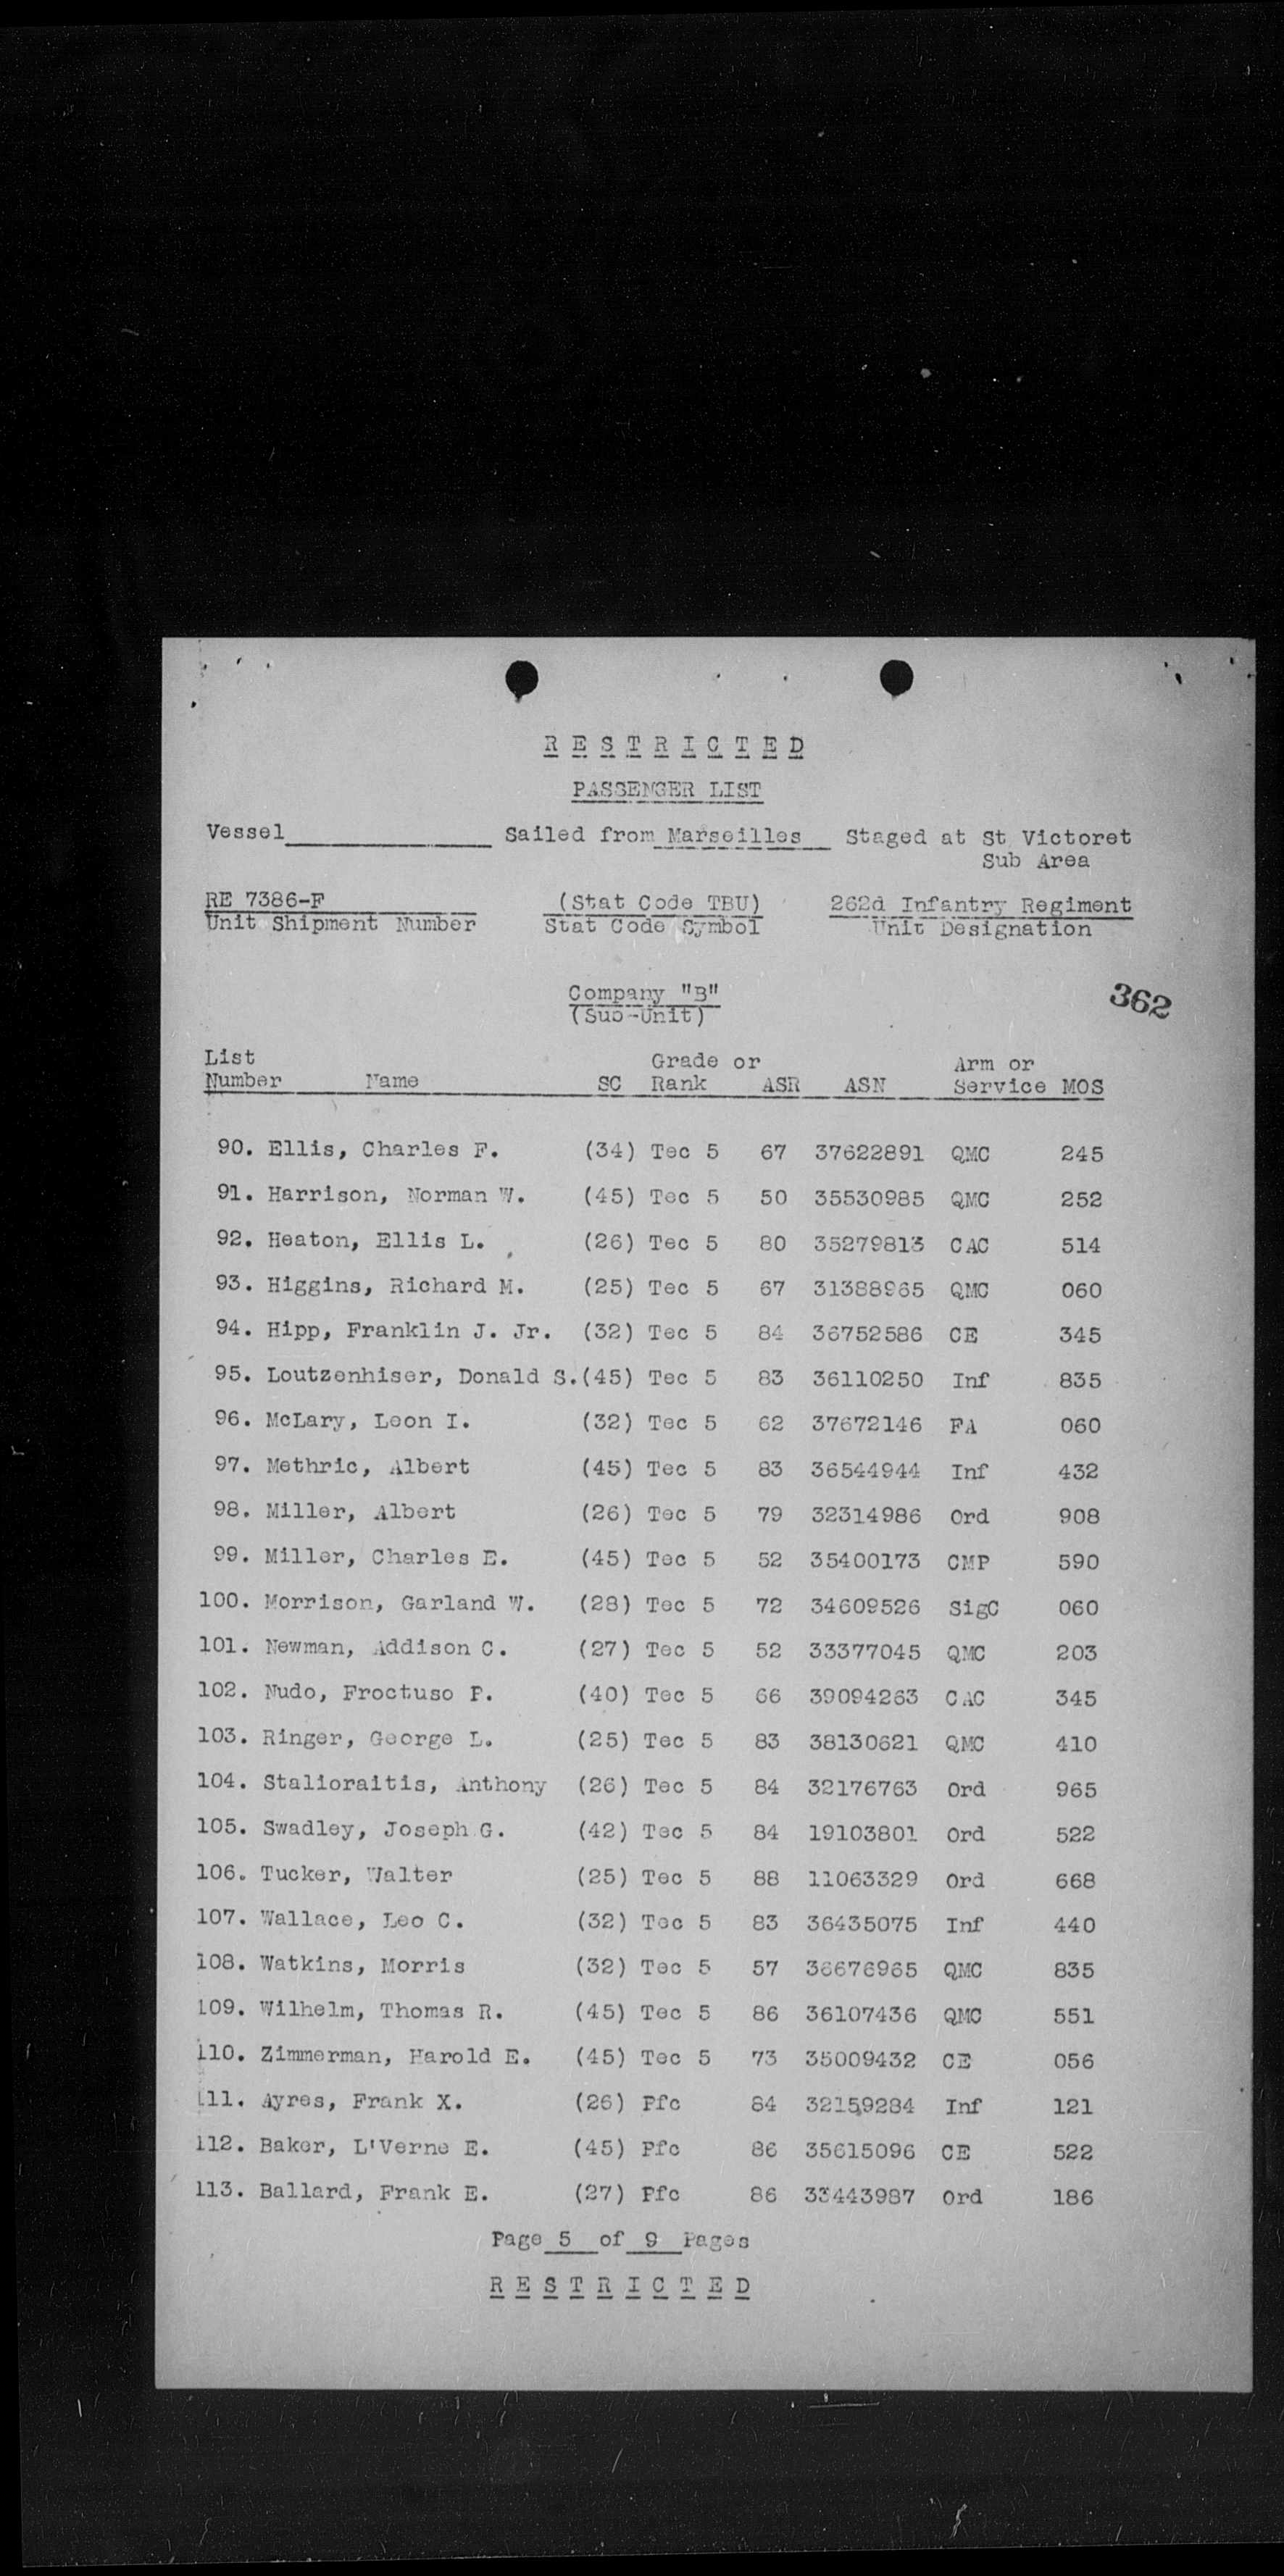 R E S T R I C T E D
PASSENGER LIST
Vessel Sailed from Marseilles Staged at St Victoret
Sub Area
RE 7386-F (Stat Code TBU) 262d Infantry Regiment
Unit Shipment Number Stat Code Symbol Unit Designation
Company "B"
(Sub-Unit)
362
List Grade or Arm or
Number Name SC Rank ASR ASN Service MOS
90. Ellis, Charles F. (34) Tec 5 67 37622891 QMC 245
91. Harrison, Norman W. (45) Tec 5 50 35530985 QMC 252
92. Heaton, Ellis L. (26) Tec 5 80 35279813 CAC 514
93. Higgins, Richard M. (25) Tec 5 67 31388965 QMC 060
94. Hipp, Franklin J. Jr. (32) Tec 5 84 36752586 CE 345
95. Loutzenhiser, Donald S.(45) Tec 5 83 36110250 Inf 835
96. McLary, Leon I. (32) Tec 5 62 37672146 FA 060
97. Methric, Albert (45) Tec 5 83 36544944 Inf 432
98. Miller, Albert (26) Tec 5 79 32314986 Ord 908
99. Miller, Charles E. (45) Tec 5 52 35400173 CMP 590
100. Morrison, Garland W. (28) Tec 5 72 34609526 SigC 060
101. Newman, Addison C. (27) Tec 5 52 33377045 QMC 203
102. Nudo, Froctuso P. (40) Tec 5 66 39094263 CAC 345
103. Ringer, George L. (25) Tec 5 83 38130621 QMC 410
104. Stalioraitis, Anthony (26) Tec 5 84 32176763 Ord 965
105. Swadley, Joseph G. (42) Tec 5 84 19103801 Ord 522
106. Tucker, Walter (25) Tec 5 88 11063329 Ord 668
107. Wallace, Leo C. (32) Tec 5 83 36435075 Inf 440
108. Watkins, Morris (32) Tec 5 57 36676965 QMC 835
109. Wilhelm, Thomas R. (45) Tec 5 86 36107436 QMC 551
110. Zimmerman, Harold E. (45) Tec 5 73 35009432 CE 056
111. Ayres, Frank X. (26) Pfc 84 32159284 Inf 121
112. Baker, L'Verne E. (45) Pfc 86 35615096 CE 522
113. Ballard, Frank E. (27) Pfc 86 33443987 Ord 186
Page 5 of 9 Pages
R E S T R I C T E D